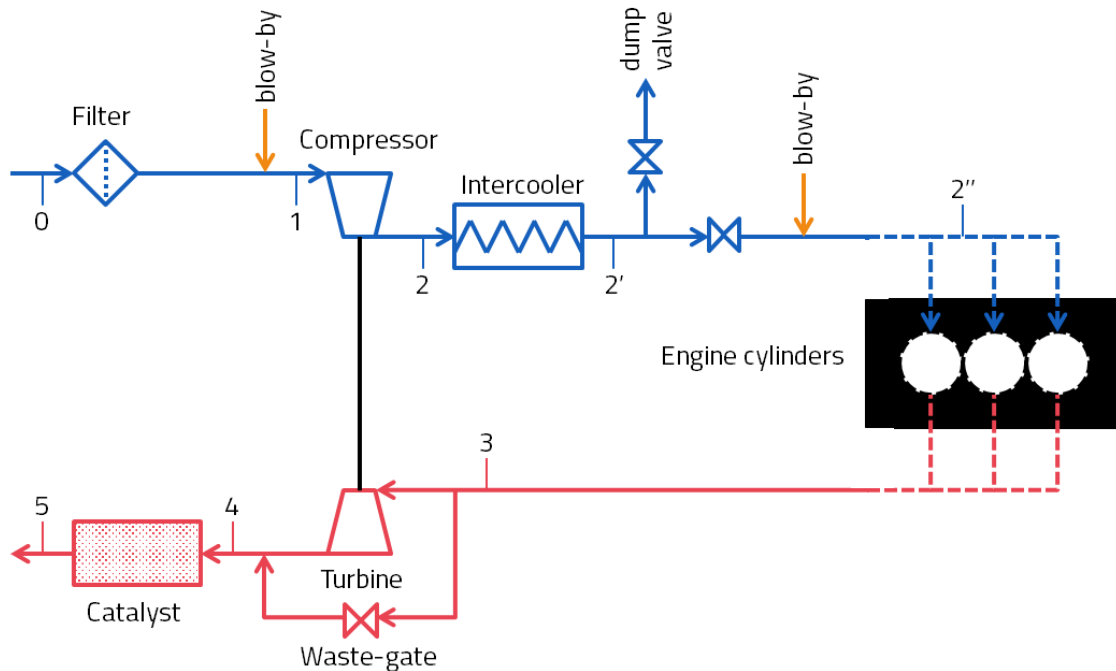 dump
valve
blow-by
blow-by
Filter
Compressor
Intercooler
2''
0
1
2
2'
Engine cylinders
3
5
4
Turbine
Catalyst
Waste-gate